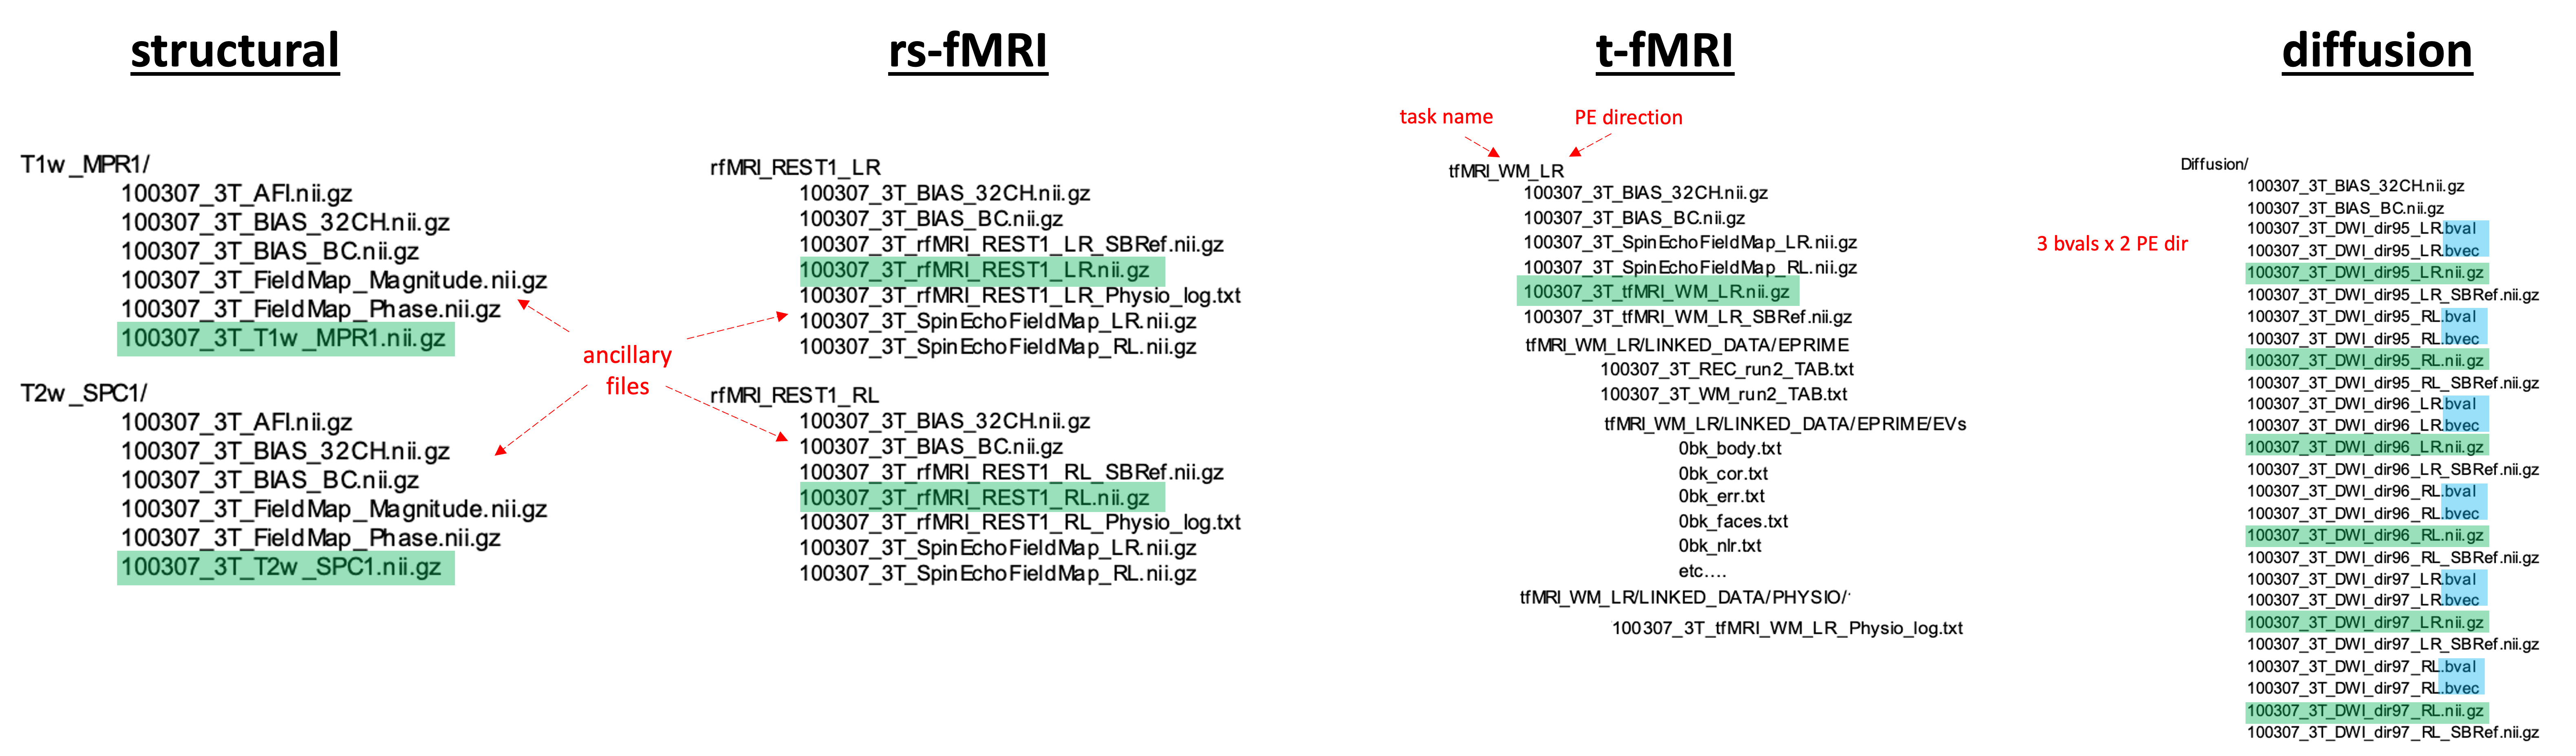 structural
T1w_MPR1/
100307_3T_AFI.nii.gz
100307_3T_BIAS_32CH.nii.gz
100307_3T_BIAS_BC.nii.gz
100307_3T_FieldMap_Magnitude.nii.gz
100307_3T_FieldMap_Phase.nii.gz
100307_3T_T1w_MPR1.nii.gz
T2w_SPC1/
100307_3T_AFI.nii.gz
100307_3T_BIAS_32CH.nii.gz
100307_3T_BIAS_BC.nii.gz
100307_3T_FieldMap_Magnitude.nii.gz
100307_3T_FieldMap_Phase.nii.gz
100307_3T_T2w_SPC1.nii.gz
ancillary
files
rs-fMRI
rfMRI_REST1_LR
100307_3T_BIAS_32CH.nii.gz
100307_3T_BIAS_BC.nii.gz
100307_3T_rfMRI_REST1_LR_SBRef.nii.gz
100307_3T_rfMRI_REST1_LR.nii.gz
100307_3T_rfMRI_REST1_LR_Physio_log.txt
100307_3T_SpinEchoFieldMap_LR.nii.gz
100307_3T_SpinEchoFieldMap_RL.nii.gz
rfMRI_REST1_RL
100307_3T_BIAS_32CH.nii.gz
100307_3T_BIAS_BC.nii.gz
100307_3T_rfMRI_REST1_RL_SBRef.nii.gz
100307_3T_rfMRI_REST1_RL.nii.gz
100307_3T_rfMRI_REST1_RL_Physio_log.txt
100307_3T_SpinEchoFieldMap_LR.nii.gz
100307_3T_SpinEchoFieldMap_RL.nii.gz
t-fMRI
task name
PE direction
tfMRI_WM_LR
100307_3T_BIAS_32CH.nii.gz
100307_3T_BIAS_BC.nii.gz
100307_3T_SpinEchoFieldMap_LR.nii.gz
100307_3T_SpinEchoFieldMap_RL.nii.gz
100307_3T_tfMRI_WM_LR.nii.gz
100307_3T_tfMRI_WM_LR_SBRef.nii.gz
tfMRI_WM_LR/LINKED_DATA/EPRIME
100307_3T_REC_run2_TAB.txt
100307_3T_WM_run2_TAB.txt
tfMRI_WM_LR/LINKED_DATA/EPRIME/EVs
0bk_body.txt
0bk_cor.txt
0bk_err.txt
0bk_faces.txt
0bk_nlr.txt
etc....
tfMRI_WM_LR/LINKED_DATA/PHYSIO/
100307_3T_tfMRI_WM_LR_Physio_log.txt
diffusion
3 bvals x 2 PE dir
Diffusion/
100307_3T_BIAS_32CH.nii.gz
100307_3T_BIAS_BC.nii.gz
100307_3T_DWI_dir95_LR.bval
100307_3T_DWI_dir95_LR.bvec
100307_3T_DWI_dir95_LR.nii.gz
100307_3T_DWI_dir95_LR_SBRef.nii.gz
100307_3T_DWI_dir95_RL.bval
100307_3T_DWI_dir95_RL.bvec
100307_3T_DWI_dir95_RL.nii.gz
100307_3T_DWI_dir95_RL_SBRef.nii.gz
100307_3T_DWI_dir96_LR.bval
100307_3T_DWI_dir96_LR.bvec
100307_3T_DWI_dir96_LR.nii.gz
100307_3T_DWI_dir96_LR_SBRef.nii.gz
100307_3T_DWI_dir96_RL.bval
100307_3T_DWI_dir96_RL.bvec
100307_3T_DWI_dir96_RL.nii.gz
100307_3T_DWI_dir96_RL_SBRef.nii.gz
100307_3T_DWI_dir97_LR.bval
100307_3T_DWI_dir97_LR.bvec
100307_3T_DWI_dir97_LR.nii.gz
100307_3T_DWI_dir97_LR_SBRef.nii.gz
100307_3T_DWI_dir97_RL.bval
100307_3T_DWI_dir97_RL.bvec
100307_3T_DWI_dir97_RL.nii.gz
100307_3T_DWI_dir97_RL_SBRef.nii.gz